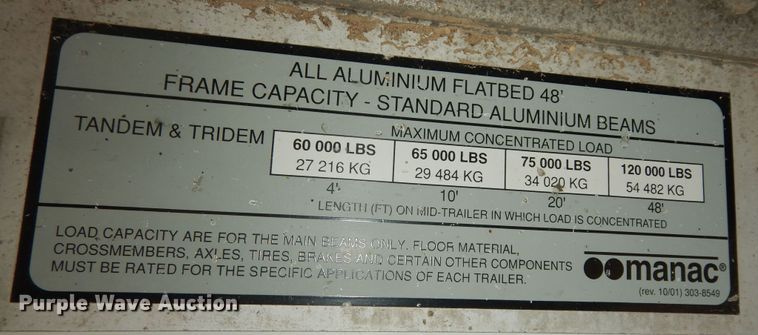 ALL ALUMINIUM FLATBED 48'
FRAME CAPACITY - STANDARD ALUMINIUM BEAMS
TANDEM & TRIDEM
MAXIMUM CONCENTRATED LOAD
60 000 LBS 65 000 LBS 75 000 LBS 120 000 LBS
27 216 KG 29 484 KG 34 020 KG 54 482 KG
4' 10' 20' 48'
LENGTH (FT) ON MID-TRAILER IN WHICH LOAD IS CONCENTRATED
LOAD CAPACITY ARE FOR THE MAIN BEAMS ONLY. FLOOR MATERIAL,
CROSSMEMBERS, AXLES, TIRES, BRAKES AND CERTAIN OTHER COMPONENTS
MUST BE RATED FOR THE SPECIFIC APPLICATIONS OF EACH TRAILER.
manac®
(rev. 10/01) 303-8549
Purple Wave Auction